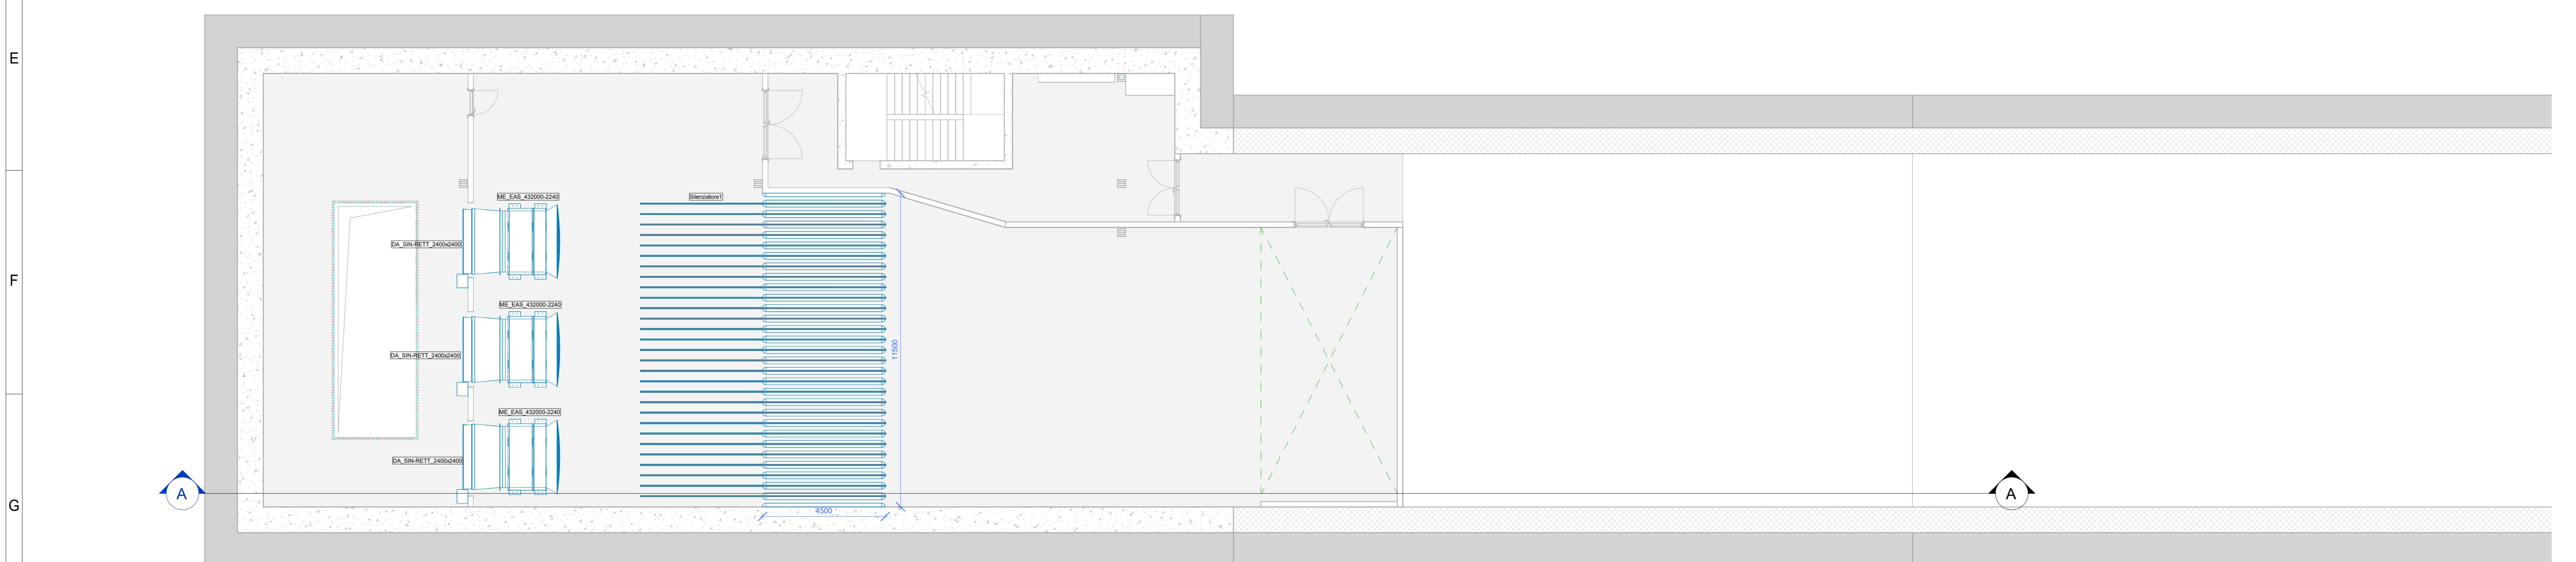 E
ME_EAS_432000-2240
Silenziatore1
DA_SIN-RETT_2400x2400
F
ME_EAS_432000-2240
11500
DA_SIN-RETT_2400x2400
ME_EAS_432000-2240
DA_SIN-RETT_2400x2400
A
A
G
4500